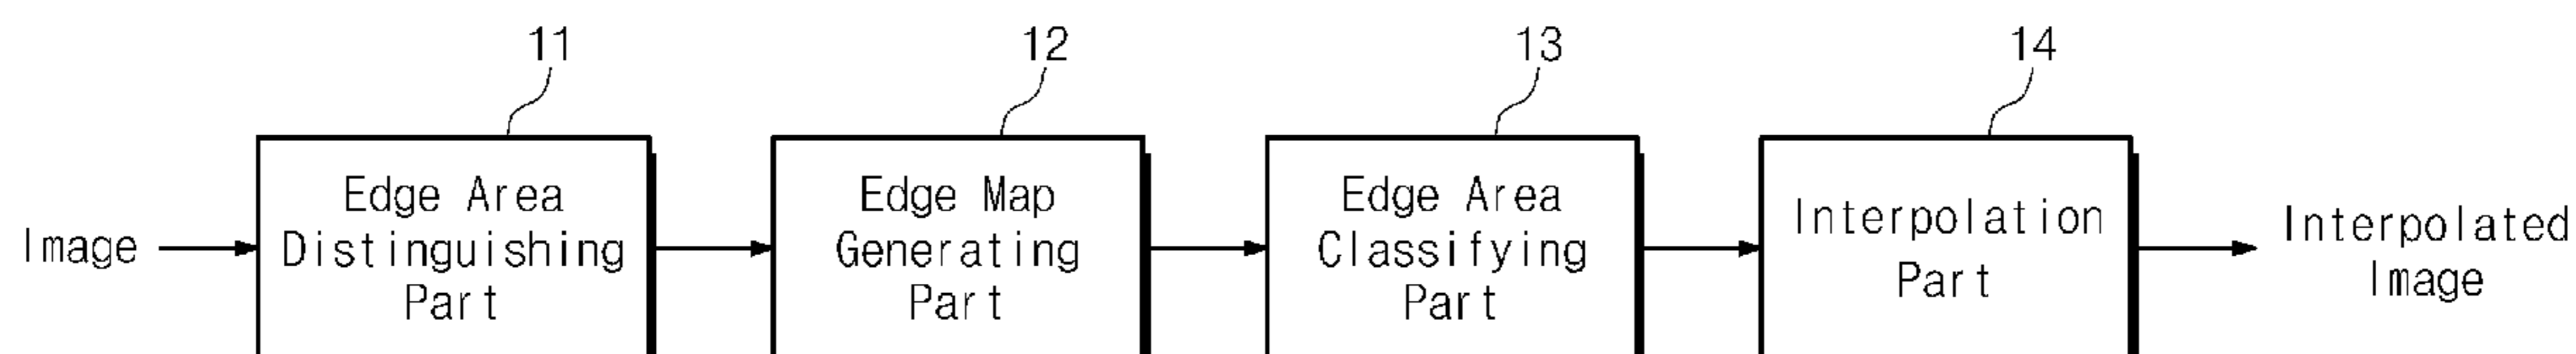 11
12
13
14
Image
Edge Area
Distinguishing
Part
Edge Map
Generating
Part
Edge Area
Classifying
Part
Interpolation
Part
Interpolated
Image